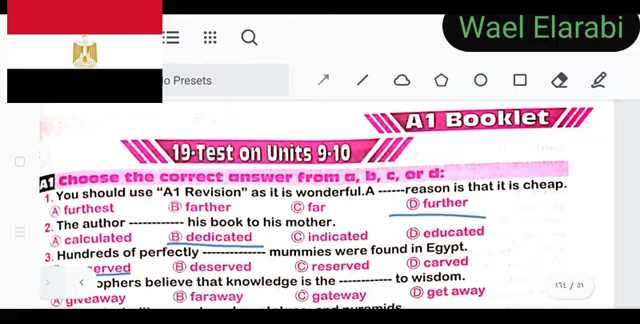 Wael Elarabi
o Presets
A1 Booklet
19-Test on Units 9-10
A1 Choose the correct answer from a, b, c, or d:
1. You should use “A1 Revision” as it is wonderful.A ------reason is that it is cheap.
A furthest B farther C far D further
2. The author ------------ his book to his mother.
A calculated B dedicated C indicated D educated
3. Hundreds of perfectly -------------- mummies were found in Egypt.
erved B deserved C reserved D carved
ophers believe that knowledge is the ------------ to wisdom.
A giveaway B faraway C gateway D get away
١٦٤ / ٥١